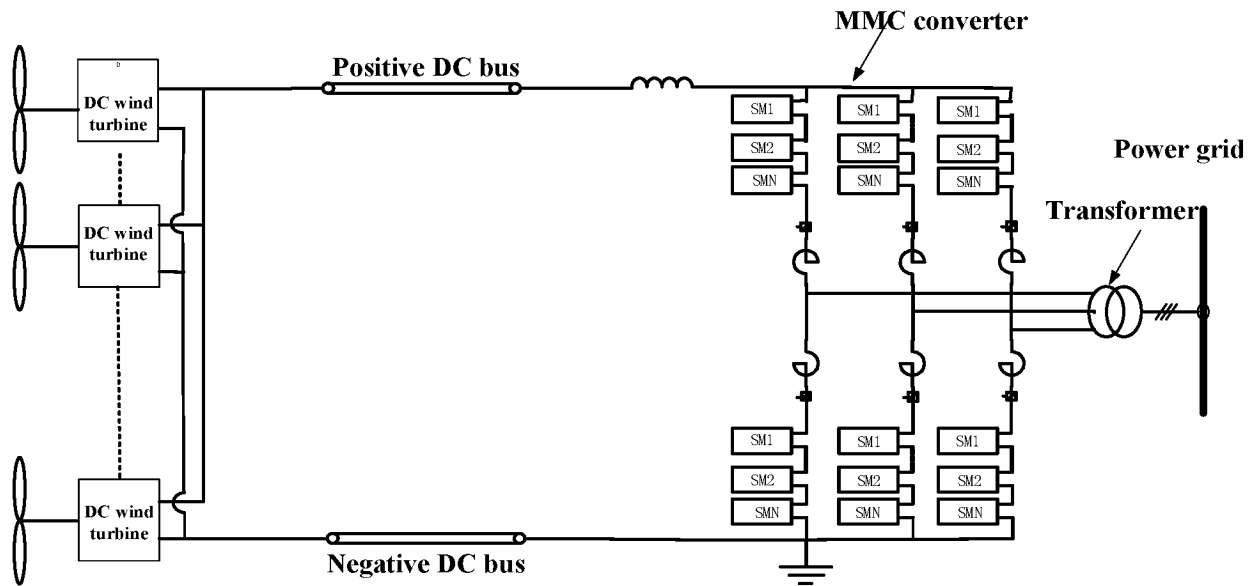 MMC converter
Positive DC bus
D
DC wind
turbine
SM1
SM1
SM1
SM2
SM2
SM2
SMN
SMN
SMN
Power grid
Transformer
DC wind
turbine
SM1
SM1
SM1
SM2
SM2
SM2
SMN
SMN
SMN
DC wind
turbine
Negative DC bus